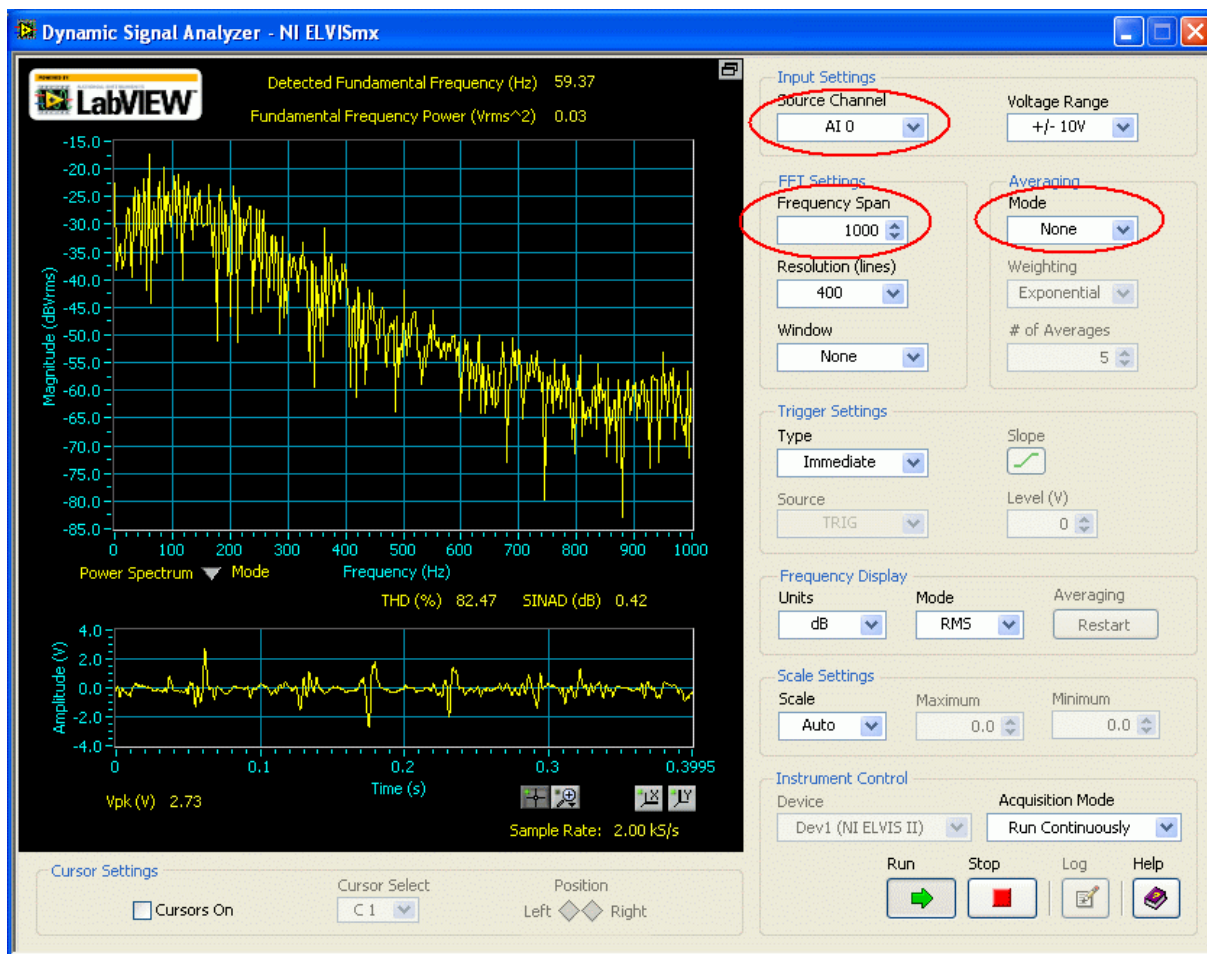 Dynamic Signal Analyzer - NI ELVISmx
POWERED BY
LabVIEW
Detected Fundamental Frequency (Hz) 59.37
Fundamental Frequency Power (Vrms^2) 0.03
Magnitude (dBVrms)
-15.0
-20.0
-25.0
-30.0
-35.0
-40.0
-45.0
-50.0
-55.0
-60.0
-65.0
-70.0
-75.0
-80.0
-85.0
0 100 200 300 400 500 600 700 800 900 1000
Power Spectrum Mode Frequency (Hz)
THD (%) 82.47 SINAD (dB) 0.42
Amplitude (V)
4.0
2.0
0.0
-2.0
-4.0
0 0.1 0.2 0.3 0.3995
Time (s)
Vpk (V) 2.73
Sample Rate: 2.00 kS/s
Cursor Settings
Cursors On
Cursor Select
C 1
Position
Left Right
Input Settings
Source Channel Voltage Range
AI 0 +/- 10V
FFT Settings
Frequency Span
1000
Resolution (lines)
400
Window
None
Averaging
Mode
None
Weighting
Exponential
# of Averages
5
Trigger Settings
Type Slope
Immediate
Source Level (V)
TRIG 0
Frequency Display
Units Mode Averaging
dB RMS Restart
Scale Settings
Scale Maximum Minimum
Auto 0.0 0.0
Instrument Control
Device Acquisition Mode
Dev1 (NI ELVIS II) Run Continuously
Run Stop Log Help